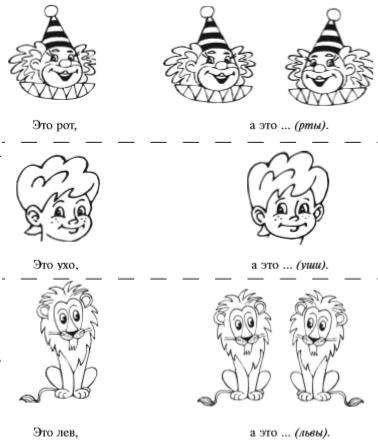 Это рот, а это ... (рты).
Это ухо, а это ... (уши).
Это лев, а это ... (львы).